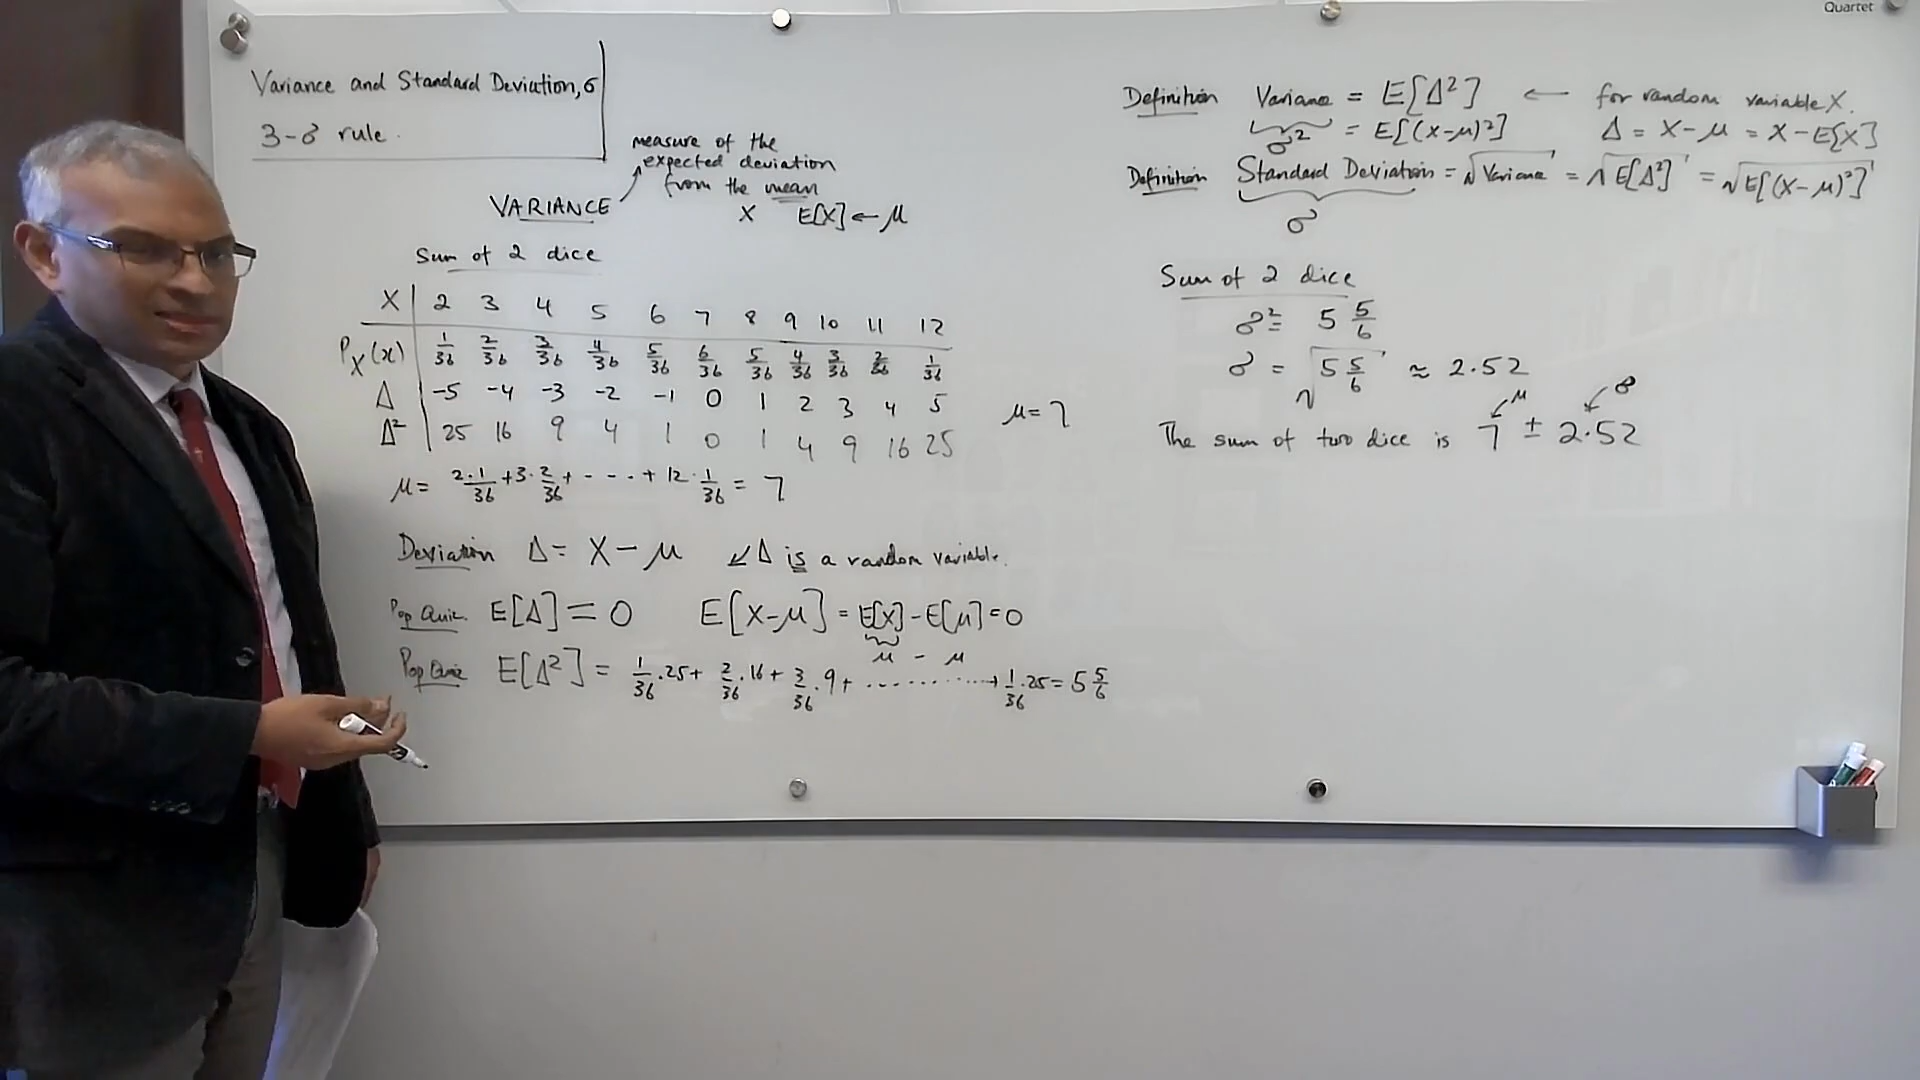 Quartet
Variance and Standard Deviation, σ
3-σ rule.
measure of the
expected deviation
from the mean
VARIANCE
X E[X] ← μ
Sum of 2 dice
X 2 3 4 5 6 7 8 9 10 11 12
P_X(x) 1/36 2/36 3/36 4/36 5/36 6/36 5/36 4/36 3/36 2/36 1/36
Δ -5 -4 -3 -2 -1 0 1 2 3 4 5
Δ² 25 16 9 4 1 0 1 4 9 16 25
μ = 7
μ = 2·1/36 + 3·2/36 + - - - · + 12·1/36 = 7
Deviation Δ = X - μ ↙ Δ is a random variable.
Pop Quiz. E[Δ] = 0 E[X-μ] = E[X] - E[μ] = 0
μ - μ
Pop Quiz E[Δ²] = 1/36·25 + 2/36·16 + 3/36·9 + ··········· + 1/36·25 = 5 5/6
Definition Variance = E[Δ²] ← for random variable X.
σ² = E[(X-μ)²] Δ = X - μ = X - E[X]
Definition Standard Deviation = √Variance = √E[Δ²] = √E[(X-μ)²]
σ
Sum of 2 dice
σ² = 5 5/6
σ = √5 5/6 ≈ 2.52
μ σ
The sum of two dice is 7 ± 2.52